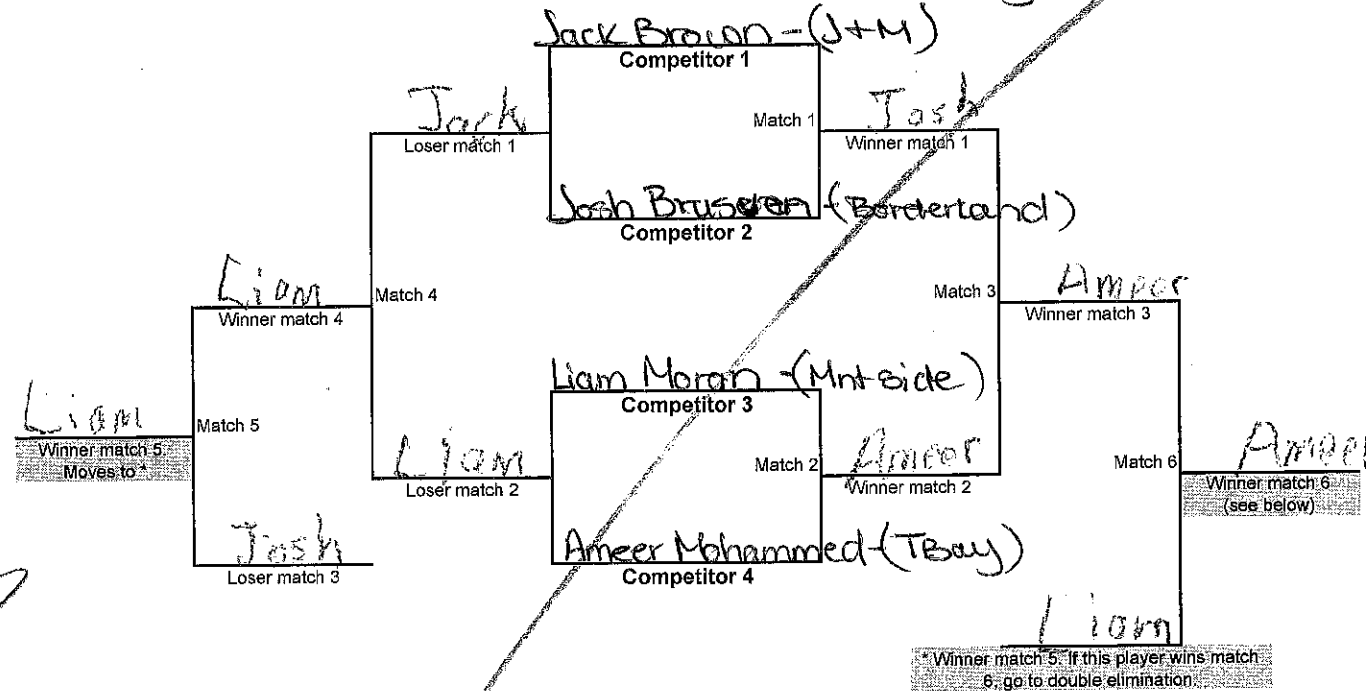 Jack Brown - (J+M)
Competitor 1
Jack
Loser match 1
Match 1
Josh
Winner match 1
Josh Brusven - (Borderland)
Competitor 2
Liam
Winner match 4
Match 4
Match 3
Ameer
Winner match 3
Liam Moran - (Mnt-side)
Competitor 3
Liam
Winner match 5.
Moves to *
Match 5
Liam
Loser match 2
Match 2
Ameer
Winner match 2
Match 6
Ameer
Winner match 6
(see below)
Josh
Loser match 3
Ameer Mohammed - (TBay)
Competitor 4
Liam
* Winner match 5. If this player wins match
6, go to double elimination.